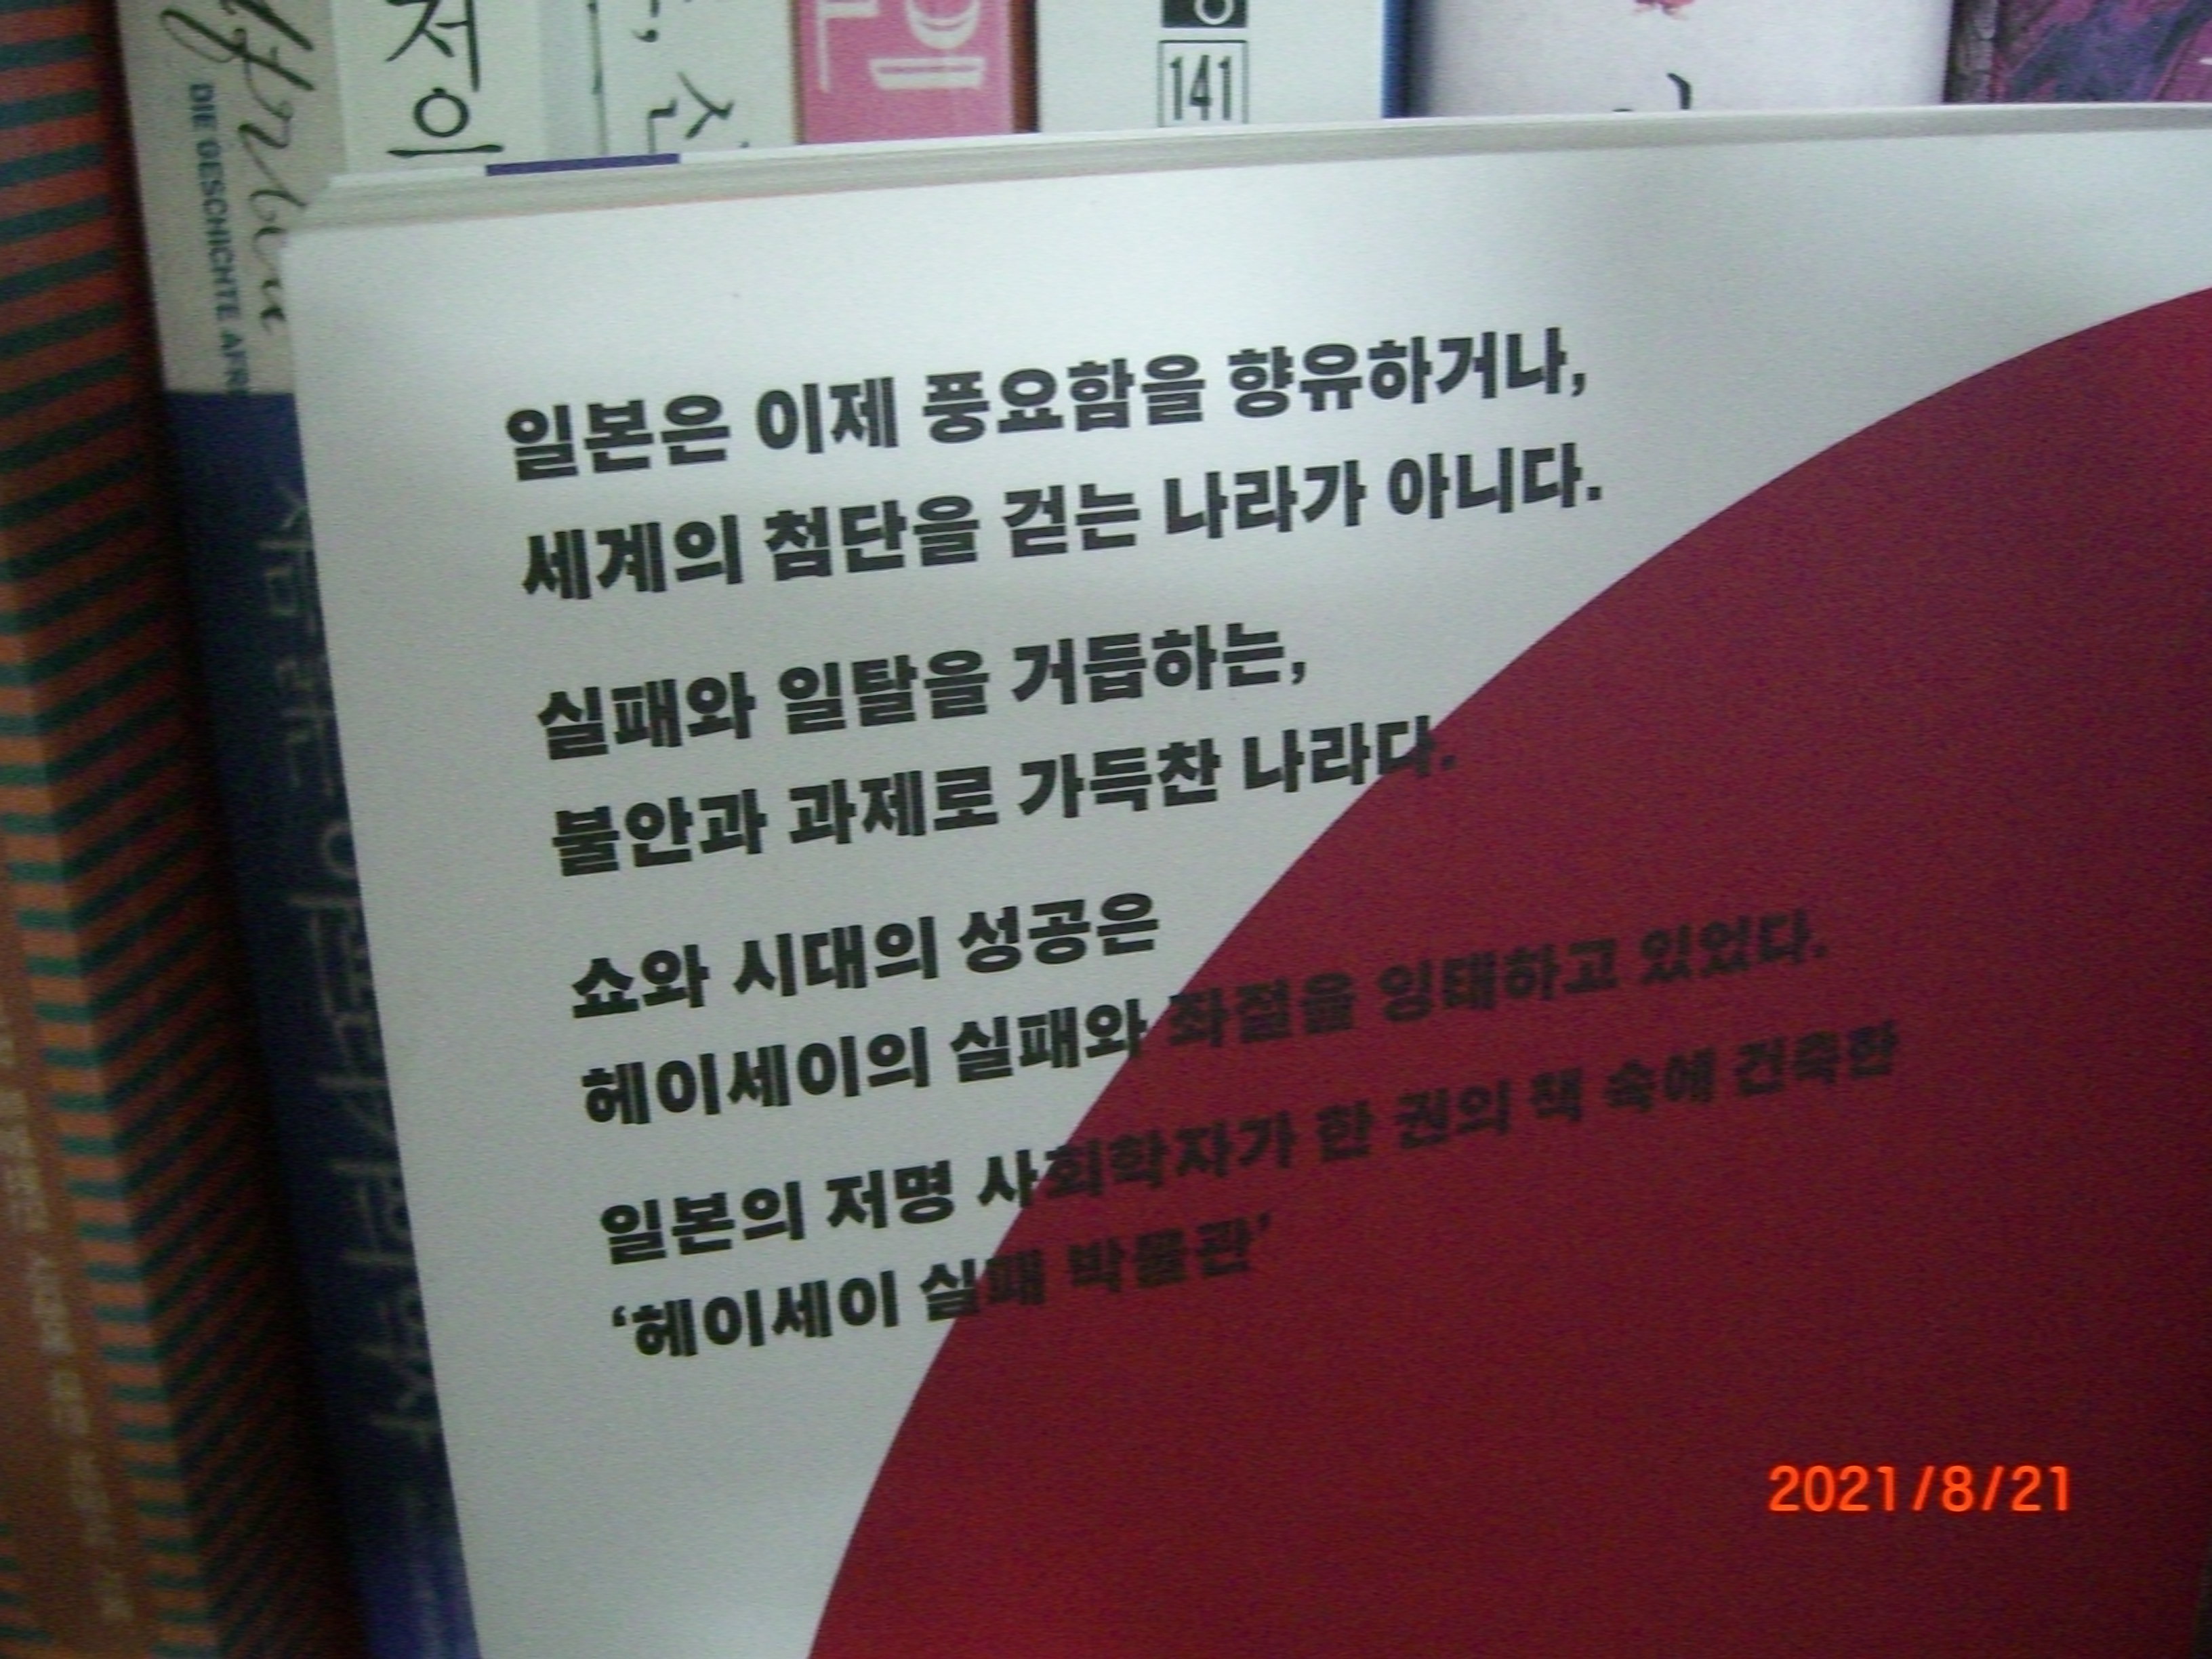 저이
141
DIE GESCHICHTE AFRI
일본은 이제 풍요함을 향유하거나,
세계의 첨단을 걷는 나라가 아니다.
실패와 일탈을 거듭하는,
불안과 과제로 가득찬 나라다.
쇼와 시대의 성공은
헤이세이의 실패와 좌절을 잉태하고 있었다.
일본의 저명 사회학자가 한 권의 책 속에 건축한
‘헤이세이 실패 박물관’
2021/8/21